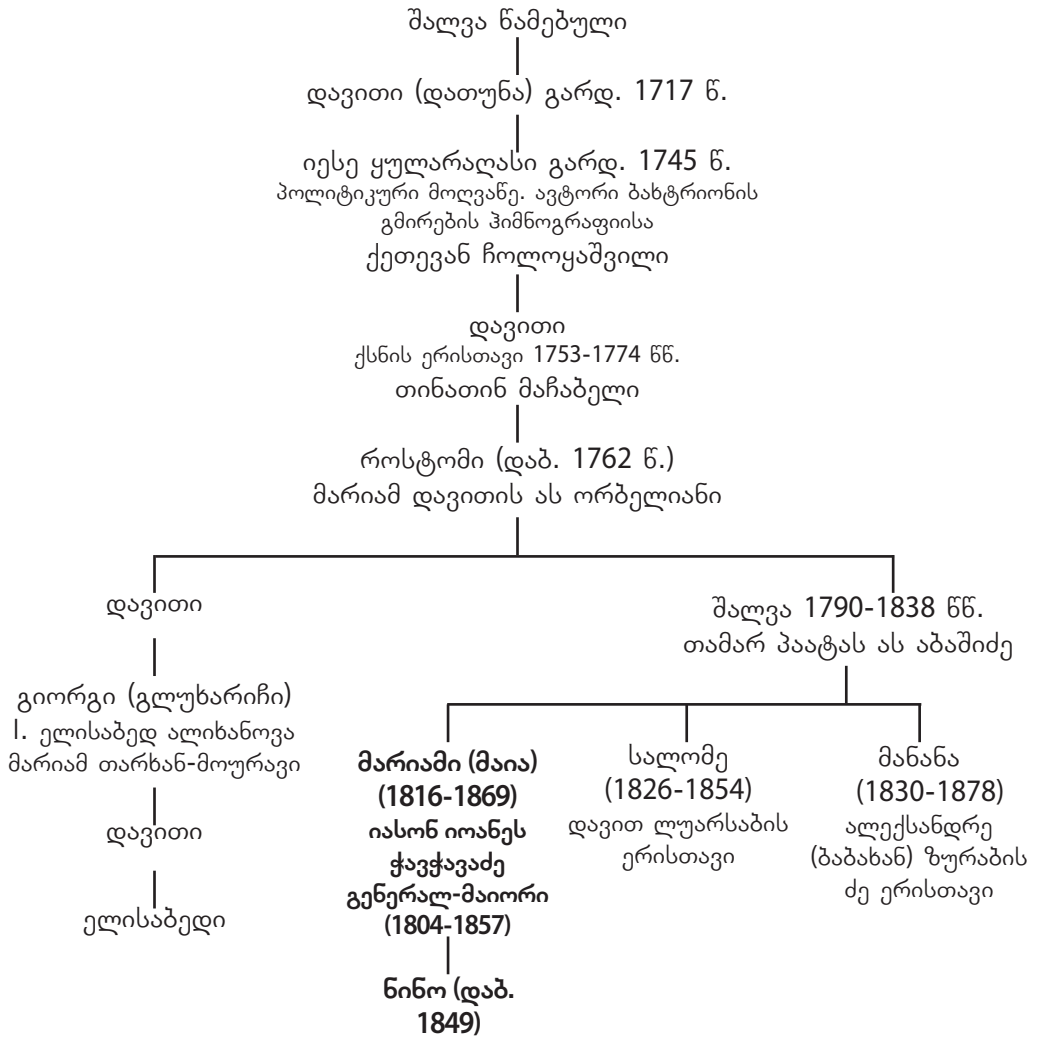 შალვა წამებული
დავითი (დათუნა) გარდ. 1717 წ.
იესე ყულარაღასი გარდ. 1745 წ.
პოლიტიკური მოღვაწე. ავტორი ბახტრიონის
გმირების ჰიმნოგრაფიისა
ქეთევან ჩოლოყაშვილი
დავითი
ქსნის ერისთავი 1753-1774 წწ.
თინათინ მაჩაბელი
როსტომი (დაბ. 1762 წ.)
მარიამ დავითის ას ორბელიანი
დავითი
გიორგი (გლუხარიჩი)
I. ელისაბედ ალიხანოვა
მარიამ თარხან-მოურავი
დავითი
ელისაბედი
შალვა 1790-1838 წწ.
თამარ პაატას ას აბაშიძე
მარიამი (მაია)
(1816-1869)
იასონ იოანეს
ჭავჭავაძე
გენერალ-მაიორი
(1804-1857)
ნინო (დაბ.
1849)
სალომე
(1826-1854)
დავით ლუარსაბის
ერისთავი
მანანა
(1830-1878)
ალექსანდრე
(ბაბახან) ზურაბის
ძე ერისთავი